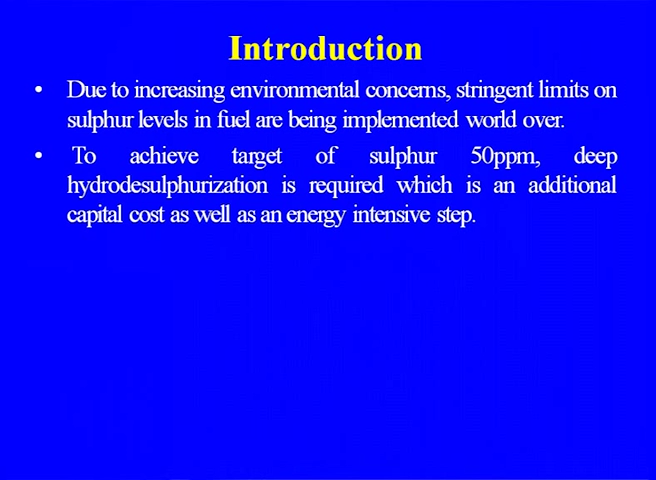 Introduction
• Due to increasing environmental concerns, stringent limits on
sulphur levels in fuel are being implemented world over.
• To achieve target of sulphur 50ppm, deep
hydrodesulphurization is required which is an additional
capital cost as well as an energy intensive step.